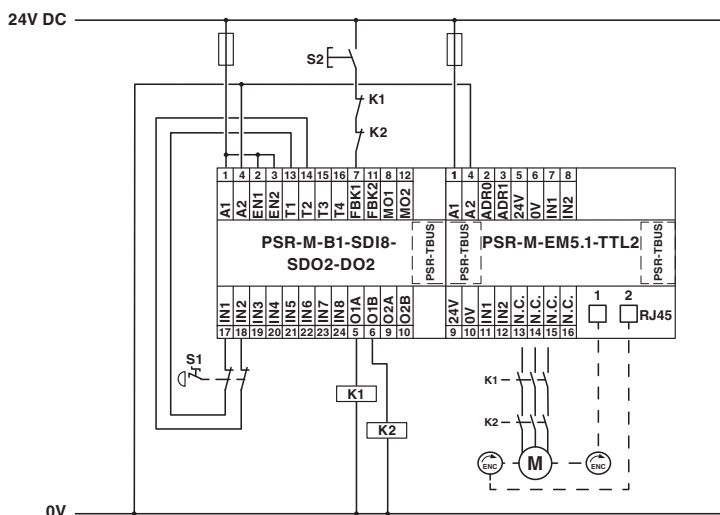 24V DC
S2
K1
K2
1 4 2 3 13 14 15 16 7 11 8 12
A1 A2 EN1 EN2 T1 T2 T3 T4 FBK1 FBK2 MO1 MO2
1 4 2 3 5 6 7 8
A1 A2 ADR0 ADR1 24V 0V IN1 IN2
PSR-M-B1-SDI8-
SDO2-DO2
PSR-TBUS
PSR-TBUS
PSR-M-EM5.1-TTL2
PSR-TBUS
IN1 IN2 IN3 IN4 IN5 IN6 IN7 IN8 O1A O1B O2A O2B
17 18 19 20 21 22 23 24 5 6 9 10
24V 0V IN1 IN2 N.C. N.C. N.C. N.C.
9 10 11 12 13 14 15 16
1 2
RJ45
S1
K1
K2
K1
K2
ENC
M
ENC
0V